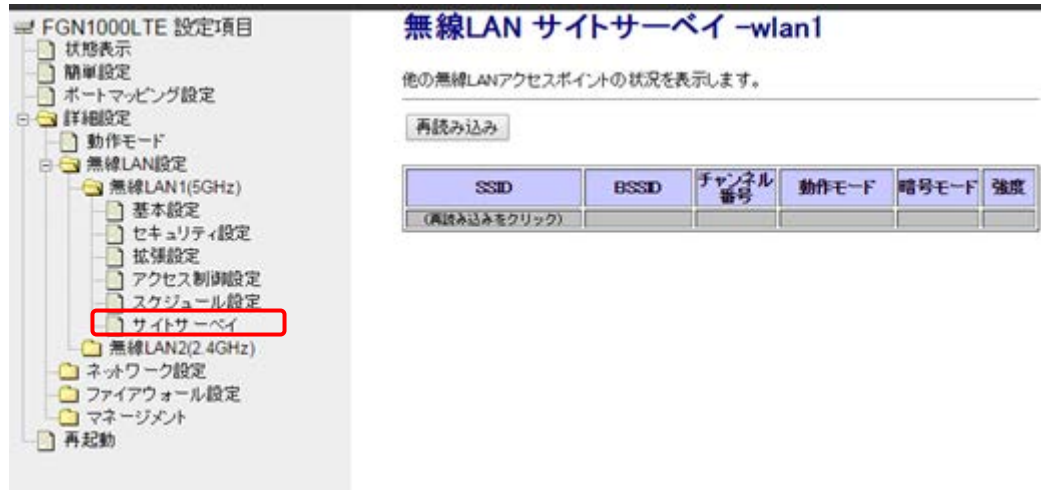 FGN1000LTE 設定項目
状態表示
簡単設定
ポートマッピング設定
詳細設定
動作モード
無線LAN設定
無線LAN1(5GHz)
基本設定
セキュリティ設定
拡張設定
アクセス制御設定
スケジュール設定
サイトサーベイ
無線LAN2(2.4GHz)
ネットワーク設定
ファイアウォール設定
マネージメント
再起動
無線LAN サイトサーベイ -wlan1
他の無線LANアクセスポイントの状況を表示します。
再読み込み
SSID BSSID チャンネル番号 動作モード 暗号モード 強度
(再読み込みをクリック)